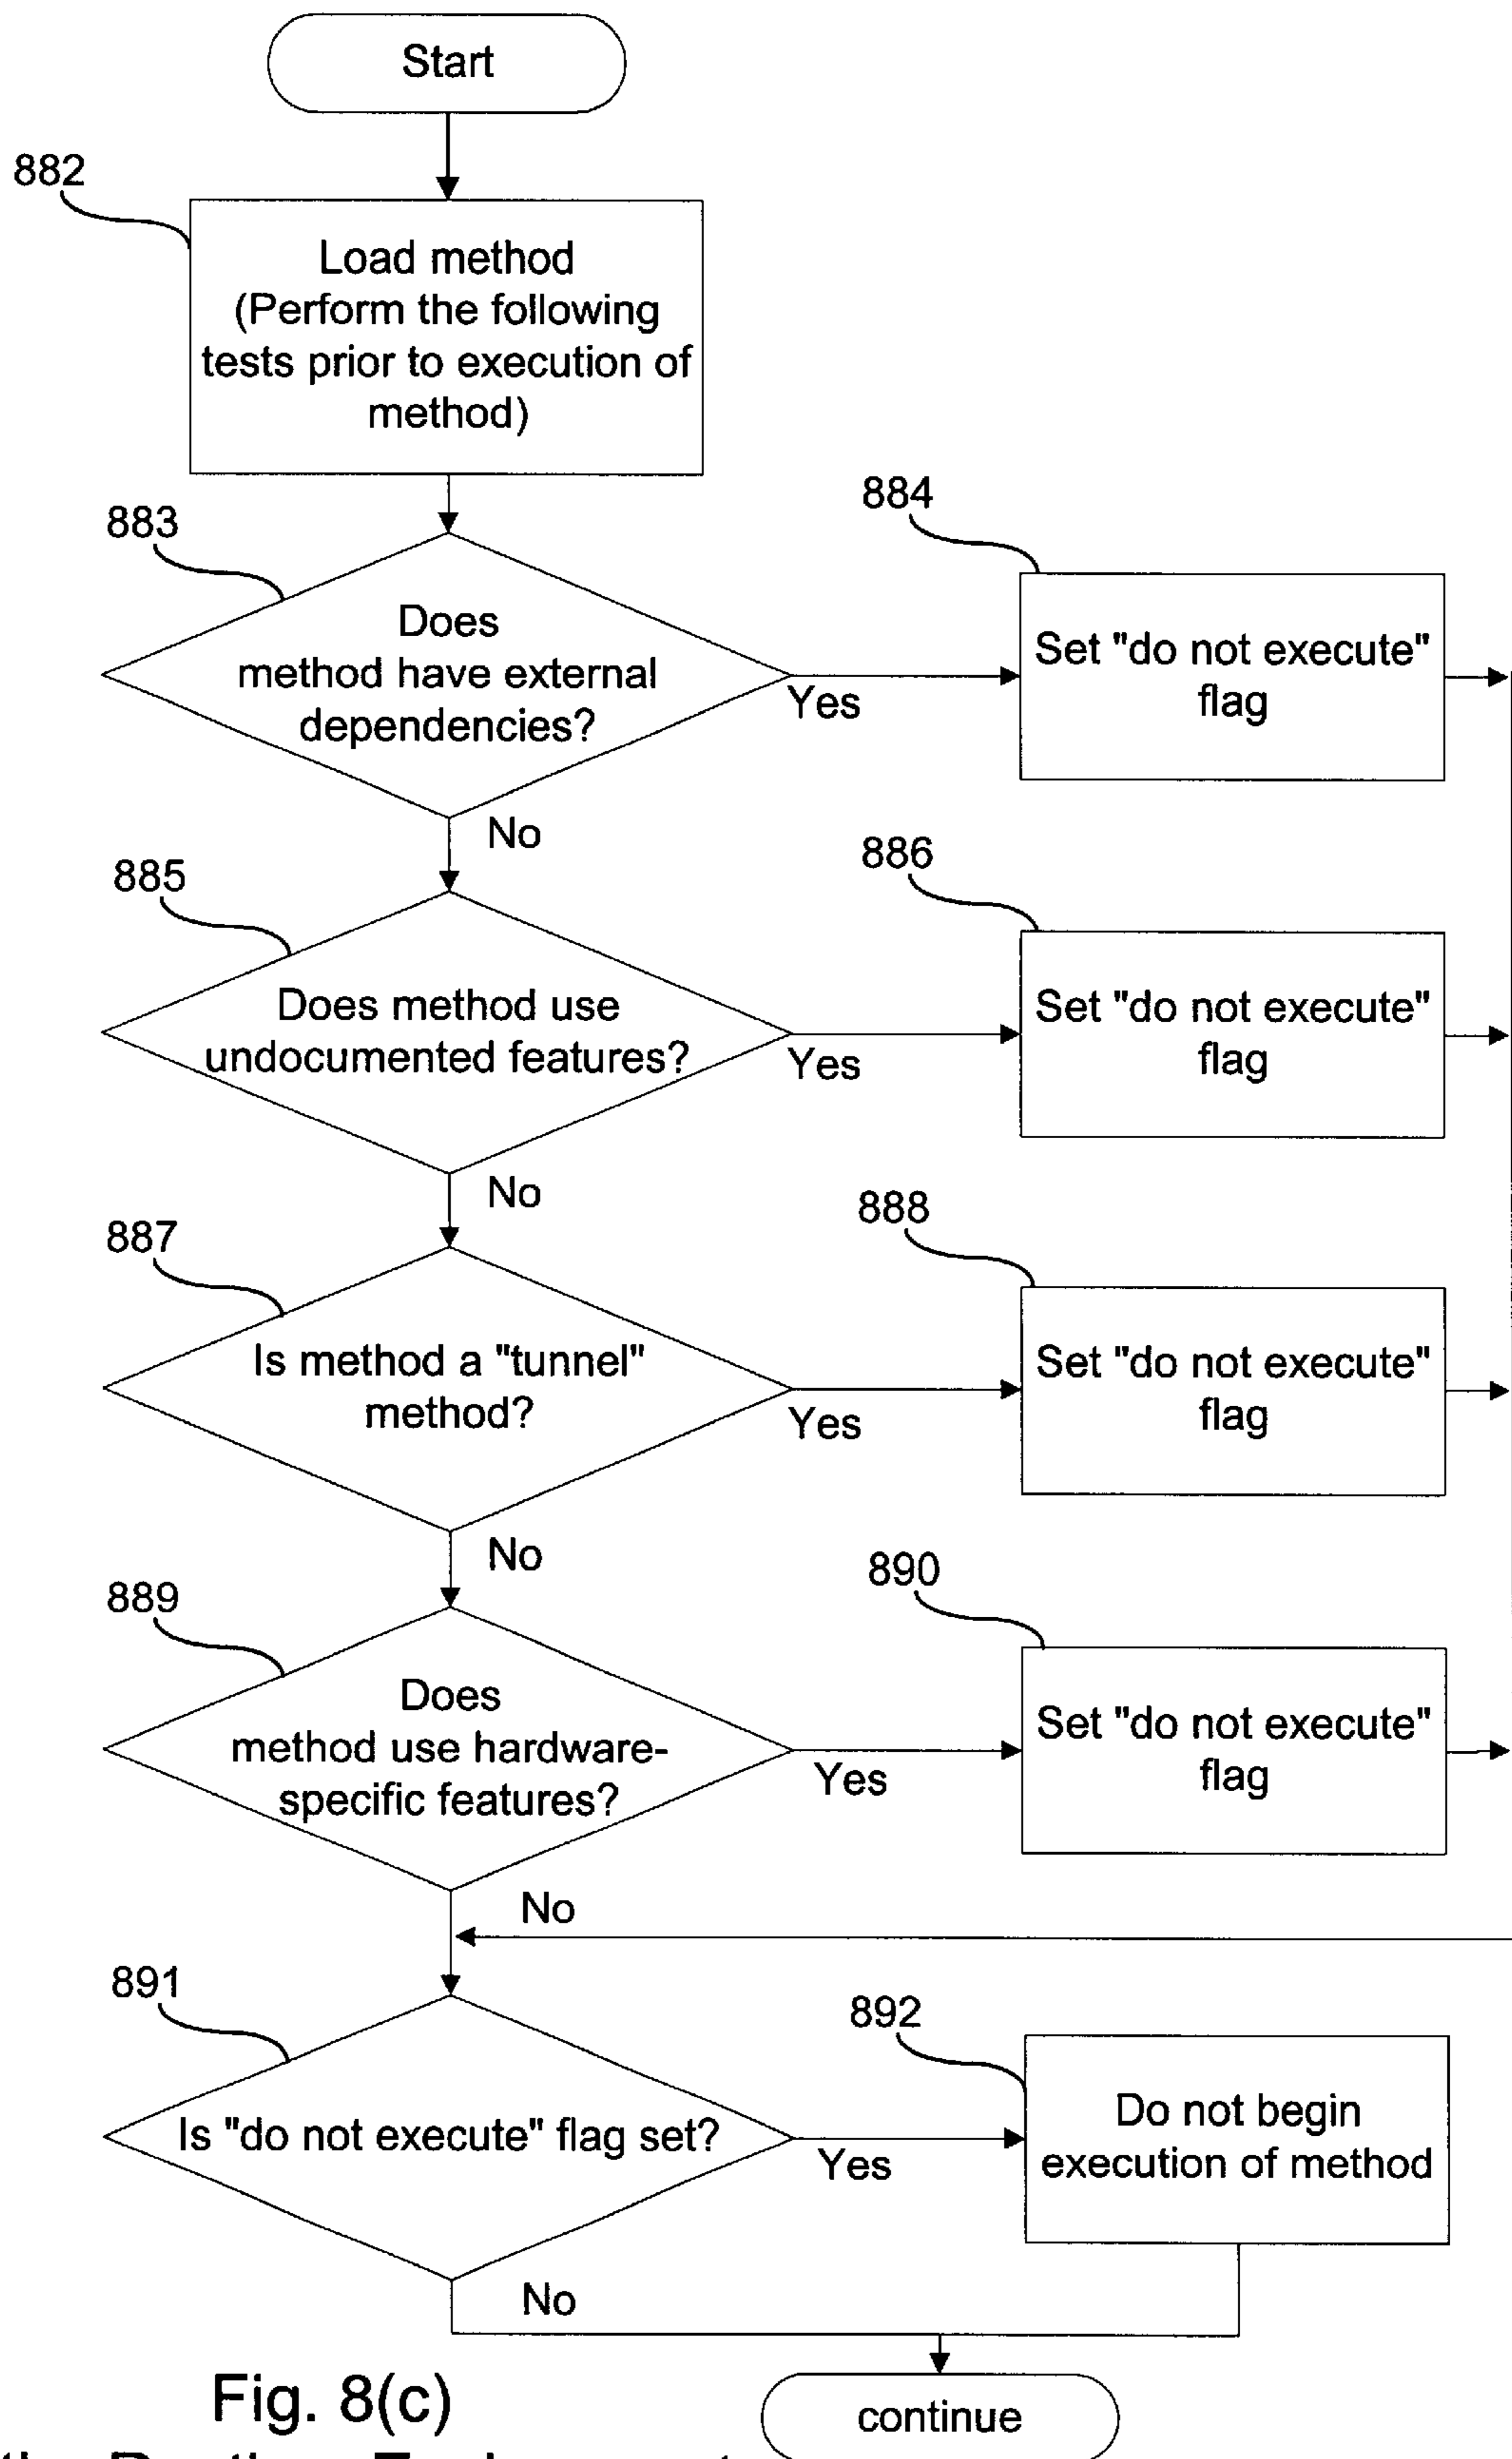 Start
882
Load method
(Perform the following
tests prior to execution of
method)
883
Does
method have external
dependencies?
Yes
No
884
Set "do not execute"
flag
885
Does method use
undocumented features?
Yes
No
886
Set "do not execute"
flag
887
Is method a "tunnel"
method?
Yes
No
888
Set "do not execute"
flag
889
Does
method use hardware-
specific features?
Yes
No
890
Set "do not execute"
flag
891
Is "do not execute" flag set?
Yes
No
892
Do not begin
execution of method
continue
Fig. 8(c)